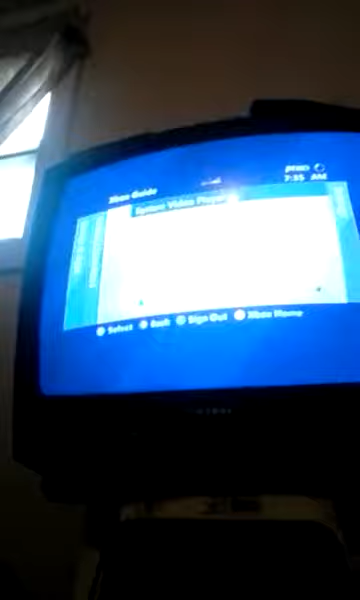 Xbox Guide
7:35 AM
System Video Player
Select Back Sign Out Xbox Home